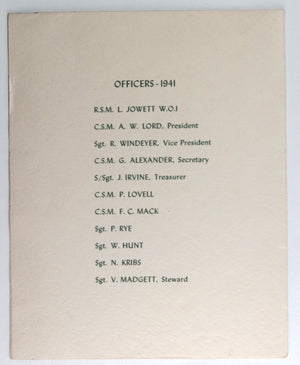 OFFICERS - 1941
R.S.M. L. JOWETT W.O.I
C.S.M. A. W. LORD, President
Sgt. R. WINDEYER, Vice President
C.S.M. G. ALEXANDER, Secretary
S/Sgt. J. IRVINE, Treasurer
C.S.M. P. LOVELL
C.S.M. F. C. MACK
Sgt. P. RYE
Sgt. W. HUNT
Sgt. N. KRIBS
Sgt. V. MADGETT, Steward